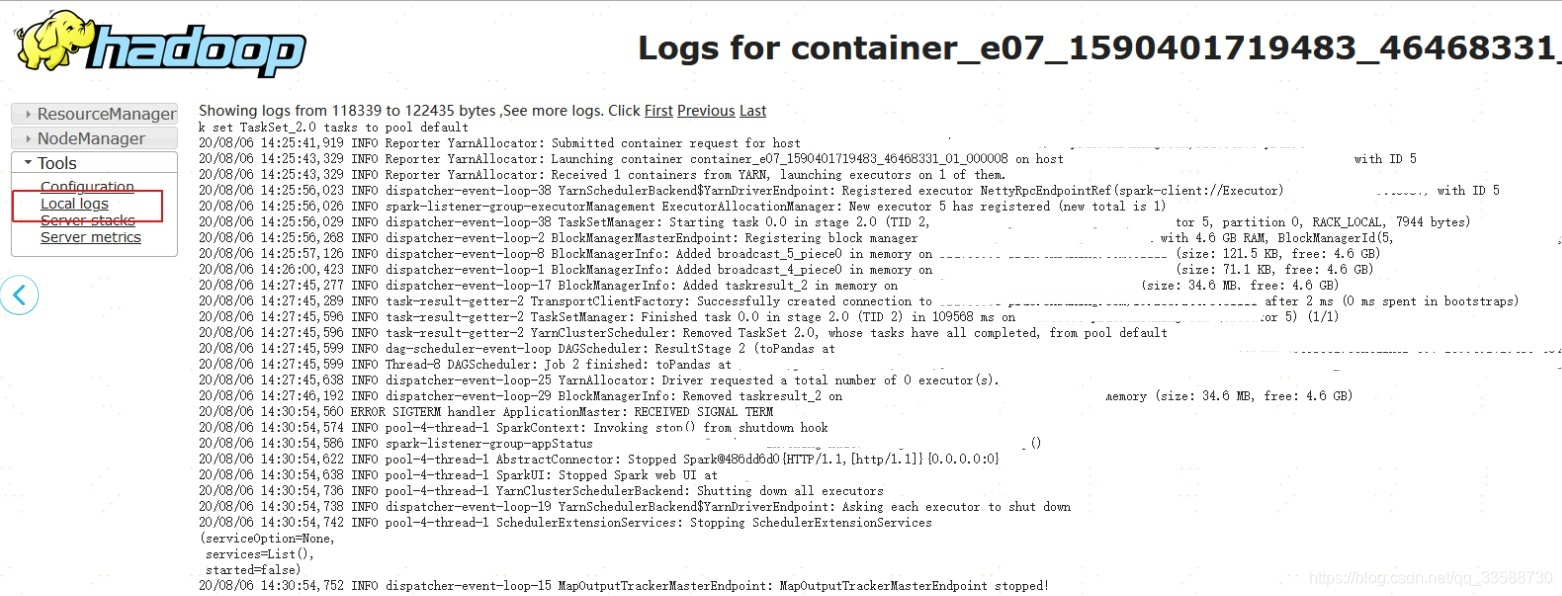 hadoop
Logs for container_e07_1590401719483_46468331_
ResourceManager
NodeManager
Tools
Configuration
Local logs
Server stacks
Server metrics
Showing logs from 118339 to 122435 bytes ,See more logs. Click First Previous Last
k set TaskSet_2.0 tasks to pool default
20/08/06 14:25:41,919 INFO Reporter YarnAllocator: Submitted container request for host
20/08/06 14:25:43,329 INFO Reporter YarnAllocator: Launching container container_e07_1590401719483_46468331_01_000008 on host with ID 5
20/08/06 14:25:43,329 INFO Reporter YarnAllocator: Received 1 containers from YARN, launching executors on 1 of them.
20/08/06 14:25:56,023 INFO dispatcher-event-loop-38 YarnSchedulerBackend$YarnDriverEndpoint: Registered executor NettyRpcEndpointRef(spark-client://Executor) with ID 5
20/08/06 14:25:56,026 INFO spark-listener-group-executorManagement ExecutorAllocationManager: New executor 5 has registered (new total is 1)
20/08/06 14:25:56,029 INFO dispatcher-event-loop-38 TaskSetManager: Starting task 0.0 in stage 2.0 (TID 2, tor 5, partition 0, RACK_LOCAL, 7944 bytes)
20/08/06 14:25:56,268 INFO dispatcher-event-loop-2 BlockManagerMasterEndpoint: Registering block manager with 4.6 GB RAM, BlockManagerId(5,
20/08/06 14:25:57,126 INFO dispatcher-event-loop-8 BlockManagerInfo: Added broadcast_5_piece0 in memory on (size: 121.5 KB, free: 4.6 GB)
20/08/06 14:26:00,423 INFO dispatcher-event-loop-1 BlockManagerInfo: Added broadcast_4_piece0 in memory on (size: 71.1 KB, free: 4.6 GB)
20/08/06 14:27:45,277 INFO dispatcher-event-loop-17 BlockManagerInfo: Added taskresult_2 in memory on (size: 34.6 MB, free: 4.6 GB)
20/08/06 14:27:45,289 INFO task-result-getter-2 TransportClientFactory: Successfully created connection to after 2 ms (0 ms spent in bootstraps)
20/08/06 14:27:45,596 INFO task-result-getter-2 TaskSetManager: Finished task 0.0 in stage 2.0 (TID 2) in 109568 ms on tor 5) (1/1)
20/08/06 14:27:45,596 INFO task-result-getter-2 YarnClusterScheduler: Removed TaskSet 2.0, whose tasks have all completed, from pool default
20/08/06 14:27:45,599 INFO dag-scheduler-event-loop DAGScheduler: ResultStage 2 (toPandas at
20/08/06 14:27:45,599 INFO Thread-8 DAGScheduler: Job 2 finished: toPandas at
20/08/06 14:27:45,638 INFO dispatcher-event-loop-25 YarnAllocator: Driver requested a total number of 0 executor(s).
20/08/06 14:27:46,192 INFO dispatcher-event-loop-29 BlockManagerInfo: Removed taskresult_2 on memory (size: 34.6 MB, free: 4.6 GB)
20/08/06 14:30:54,560 ERROR SIGTERM handler ApplicationMaster: RECEIVED SIGNAL TERM
20/08/06 14:30:54,574 INFO pool-4-thread-1 SparkContext: Invoking stop() from shutdown hook
20/08/06 14:30:54,586 INFO spark-listener-group-appStatus ()
20/08/06 14:30:54,622 INFO pool-4-thread-1 AbstractConnector: Stopped Spark@486dd6d0{HTTP/1.1,[http/1.1]}{0.0.0.0:0}
20/08/06 14:30:54,638 INFO pool-4-thread-1 SparkUI: Stopped Spark web UI at
20/08/06 14:30:54,736 INFO pool-4-thread-1 YarnClusterSchedulerBackend: Shutting down all executors
20/08/06 14:30:54,738 INFO dispatcher-event-loop-19 YarnSchedulerBackend$YarnDriverEndpoint: Asking each executor to shut down
20/08/06 14:30:54,742 INFO pool-4-thread-1 SchedulerExtensionServices: Stopping SchedulerExtensionServices
(serviceOption=None,
services=List(),
started=false)
20/08/06 14:30:54,752 INFO dispatcher-event-loop-15 MapOutputTrackerMasterEndpoint: MapOutputTrackerMasterEndpoint stopped!
https://blog.csdn.net/qq_33588730